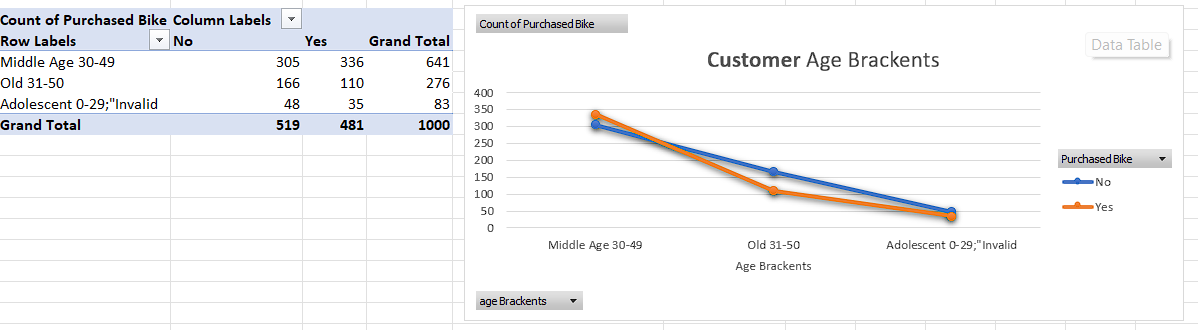 Count of Purchased Bike Column Labels
Row Labels No Yes Grand Total
Middle Age 30-49 305 336 641
Old 31-50 166 110 276
Adolescent 0-29;"Invalid 48 35 83
Grand Total 519 481 1000
Count of Purchased Bike
Customer Age Brackents
Data Table
400
350
300
250
200
150
100
50
0
Middle Age 30-49 Old 31-50 Adolescent 0-29;"Invalid
Age Brackents
Purchased Bike
No
Yes
age Brackents